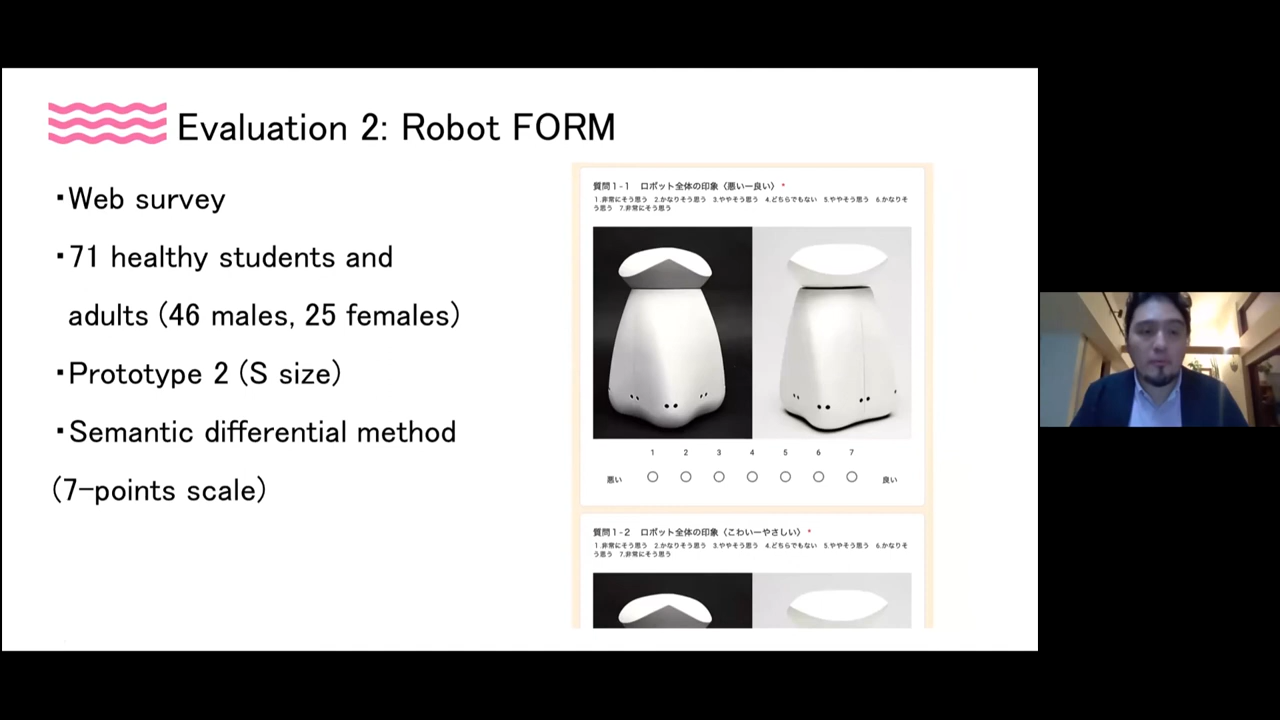 Evaluation 2: Robot FORM
・Web survey
・71 healthy students and
adults (46 males, 25 females)
・Prototype 2 (S size)
・Semantic differential method
(7-points scale)
質問1-1 ロボット全体の印象〈悪いー良い〉 *
1.非常にそう思う 2.かなりそう思う 3.ややそう思う 4.どちらでもない 5.ややそう思う 6.かなりそ
う思う 7.非常にそう思う
1 2 3 4 5 6 7
悪い 良い
質問1-2 ロボット全体の印象〈こわいーやさしい〉 *
1.非常にそう思う 2.かなりそう思う 3.ややそう思う 4.どちらでもない 5.ややそう思う 6.かなりそ
う思う 7.非常にそう思う